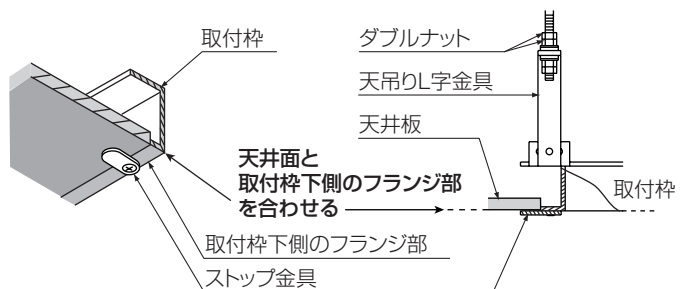 取付枠
ダブルナット
天吊りL字金具
天井板
天井面と
取付枠下側のフランジ部
を合わせる
取付枠
取付枠下側のフランジ部
ストップ金具